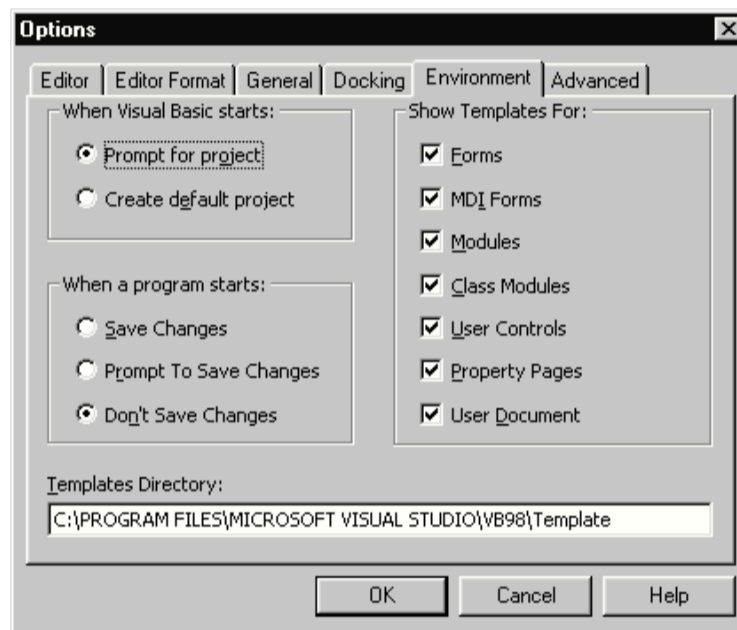 Options
Editor Editor Format General Docking Environment Advanced
When Visual Basic starts:
Prompt for project
Create default project
When a program starts:
Save Changes
Prompt To Save Changes
Don't Save Changes
Show Templates For:
Forms
MDI Forms
Modules
Class Modules
User Controls
Property Pages
User Document
Templates Directory:
C:\PROGRAM FILES\MICROSOFT VISUAL STUDIO\VB98\Template
OK Cancel Help